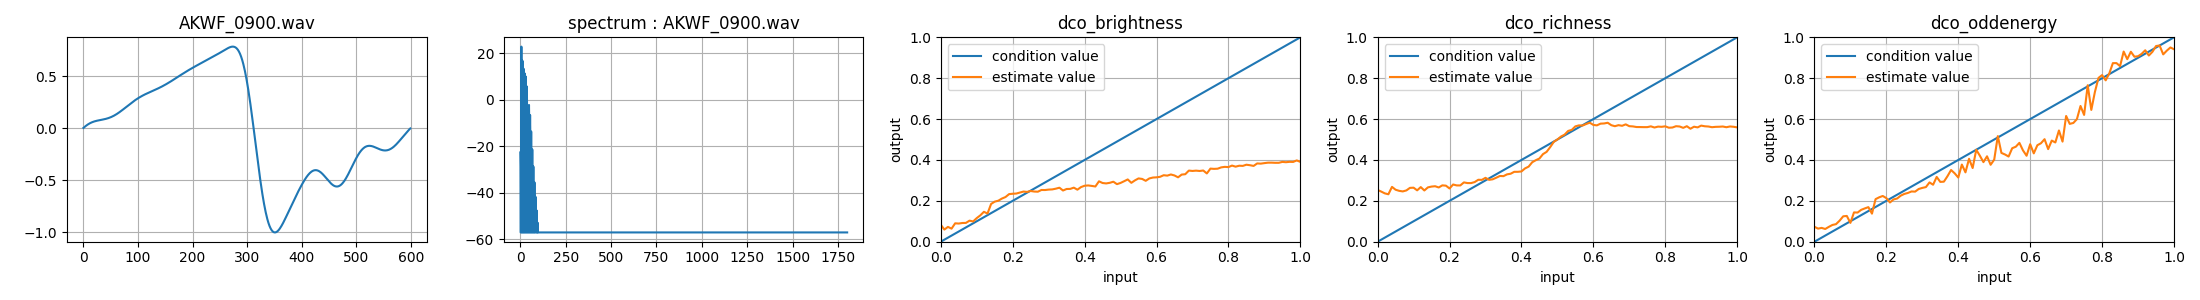 AKWF_0900.wav
0.5
0.0
−0.5
−1.0
0 100 200 300 400 500 600
spectrum : AKWF_0900.wav
20
0
−20
−40
−60
0 250 500 750 1000 1250 1500 1750
dco_brightness
condition value
estimate value
output
1.0
0.8
0.6
0.4
0.2
0.0
0.0 0.2 0.4 0.6 0.8 1.0
input
dco_richness
condition value
estimate value
output
1.0
0.8
0.6
0.4
0.2
0.0
0.0 0.2 0.4 0.6 0.8 1.0
input
dco_oddenergy
condition value
estimate value
output
1.0
0.8
0.6
0.4
0.2
0.0
0.0 0.2 0.4 0.6 0.8 1.0
input